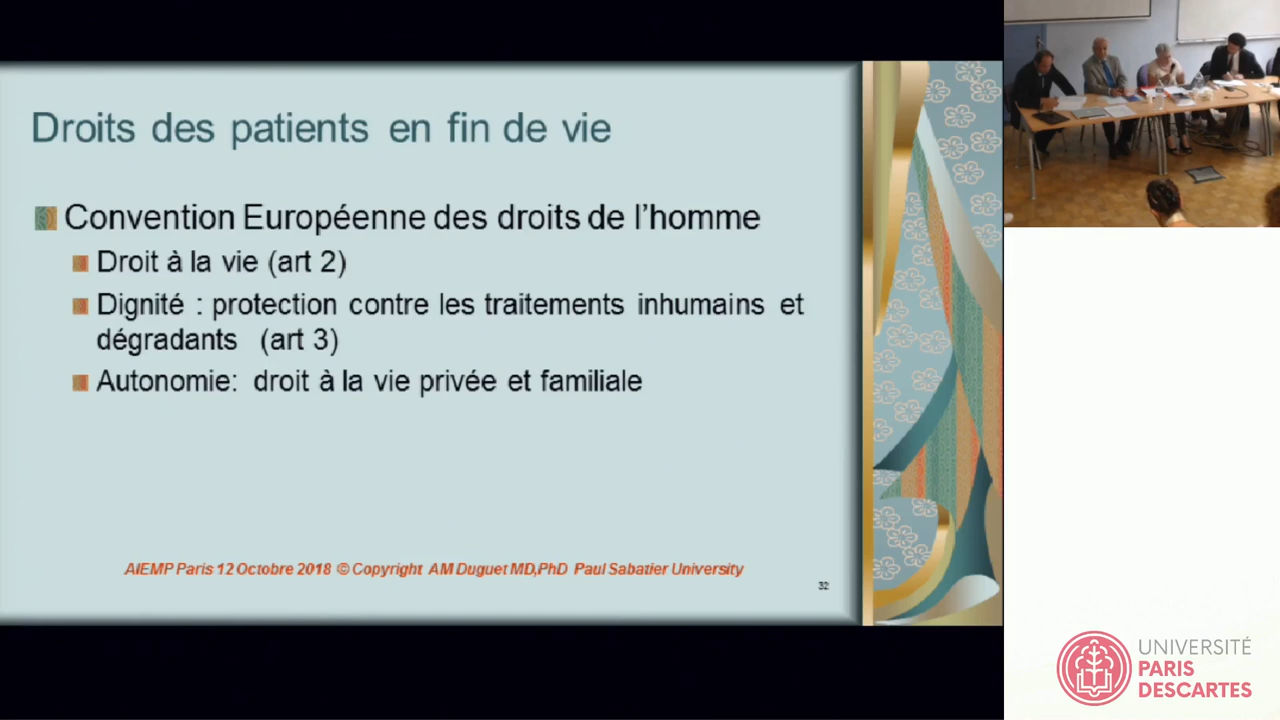 Droits des patients en fin de vie
Convention Européenne des droits de l'homme
Droit à la vie (art 2)
Dignité : protection contre les traitements inhumains et
dégradants (art 3)
Autonomie: droit à la vie privée et familiale
AIEMP Paris 12 Octobre 2018 © Copyright AM Duguet MD,PhD Paul Sabatier University
32
UNIVERSITÉ
PARIS
DESCARTES